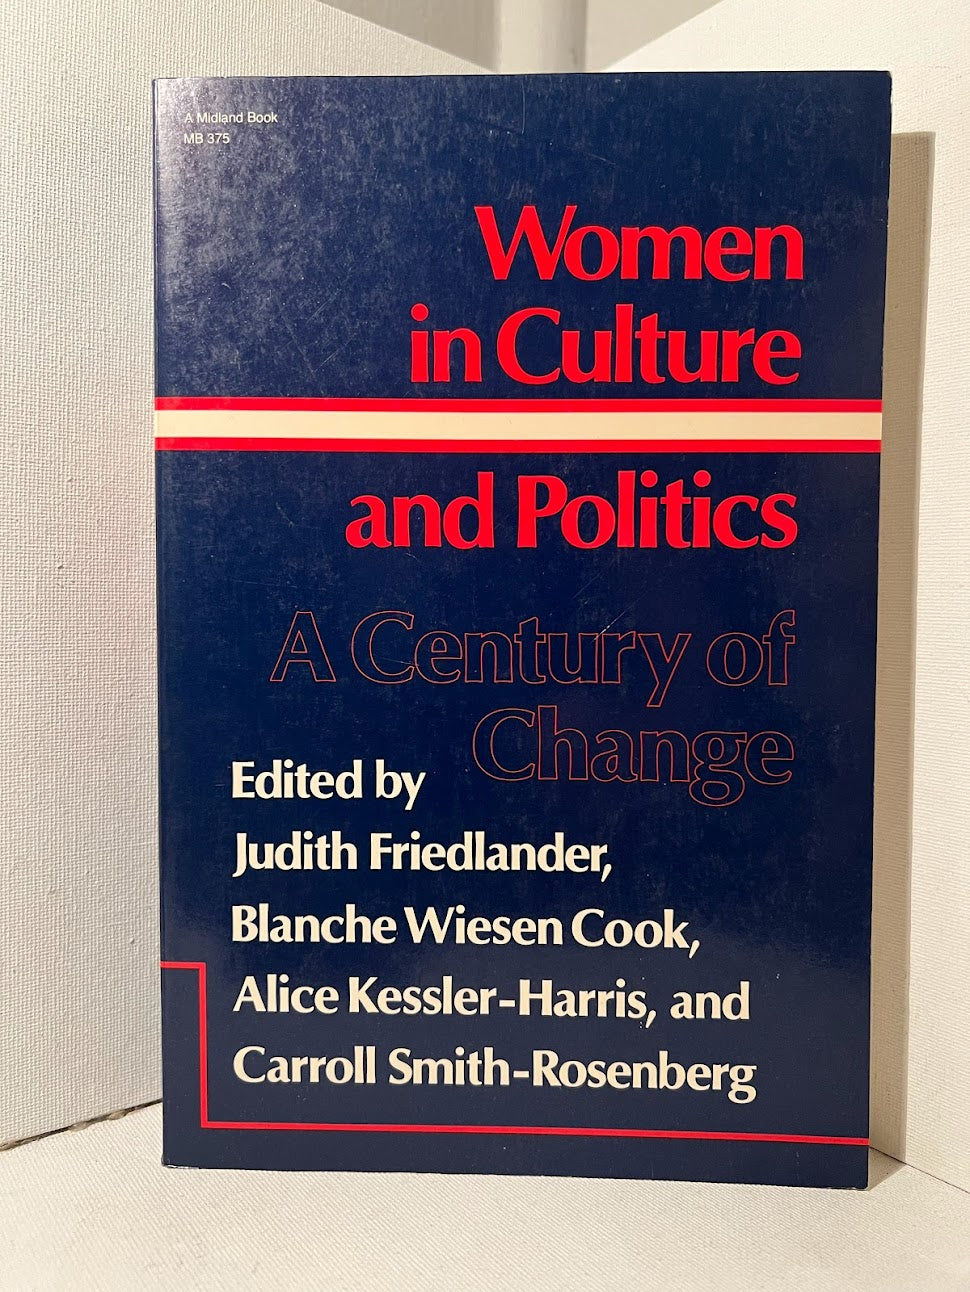 A Midland Book
MB 375
Women
in Culture
and Politics
A Century of
Change
Edited by
Judith Friedlander,
Blanche Wiesen Cook,
Alice Kessler-Harris, and
Carroll Smith-Rosenberg